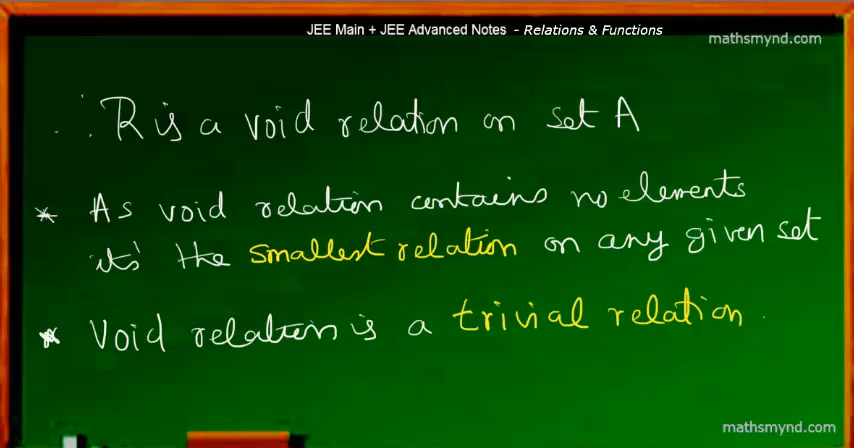 JEE Main + JEE Advanced Notes - Relations & Functions
mathsmynd.com
∴ R is a void relation on set A
* As void relation contains no elements
it's the smallest relation on any given set
* Void relation is a trivial relation.
mathsmynd.com